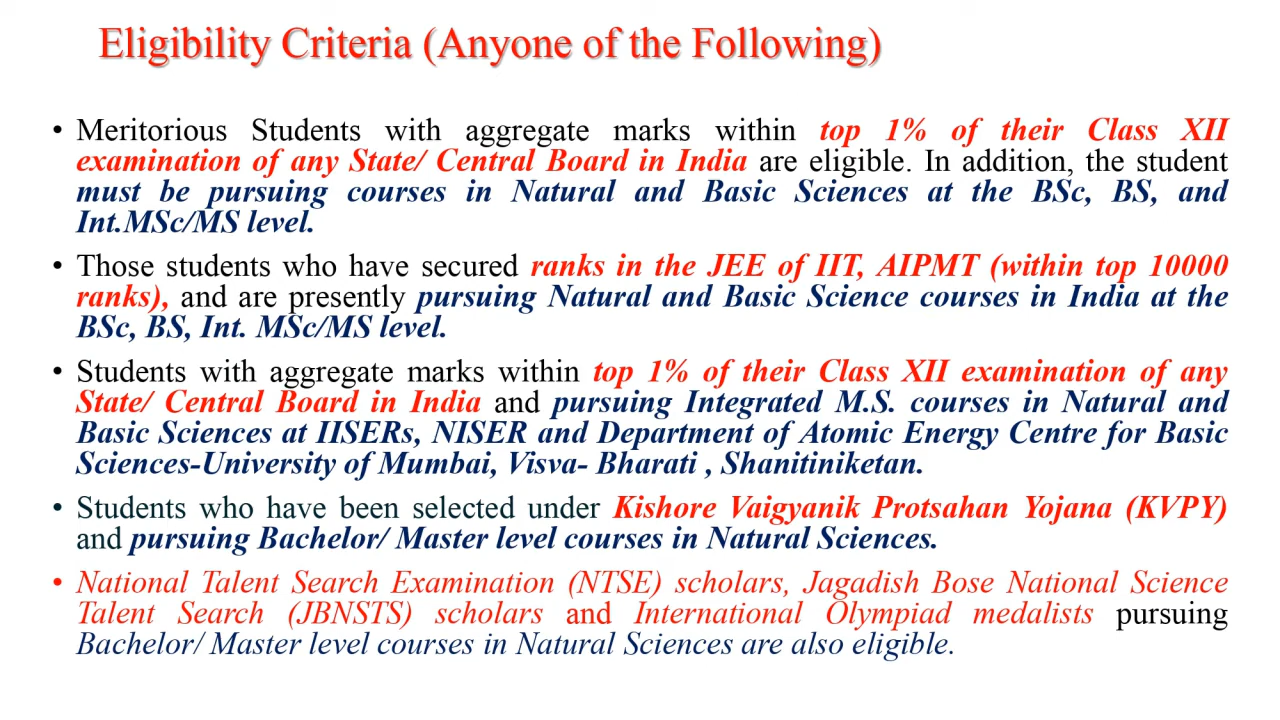 Eligibility Criteria (Anyone of the Following)
• Meritorious Students with aggregate marks within top 1% of their Class XII
examination of any State/ Central Board in India are eligible. In addition, the student
must be pursuing courses in Natural and Basic Sciences at the BSc, BS, and
Int.MSc/MS level.
• Those students who have secured ranks in the JEE of IIT, AIPMT (within top 10000
ranks), and are presently pursuing Natural and Basic Science courses in India at the
BSc, BS, Int. MSc/MS level.
• Students with aggregate marks within top 1% of their Class XII examination of any
State/ Central Board in India and pursuing Integrated M.S. courses in Natural and
Basic Sciences at IISERs, NISER and Department of Atomic Energy Centre for Basic
Sciences-University of Mumbai, Visva- Bharati , Shanitiniketan.
• Students who have been selected under Kishore Vaigyanik Protsahan Yojana (KVPY)
and pursuing Bachelor/ Master level courses in Natural Sciences.
• National Talent Search Examination (NTSE) scholars, Jagadish Bose National Science
Talent Search (JBNSTS) scholars and International Olympiad medalists pursuing
Bachelor/ Master level courses in Natural Sciences are also eligible.